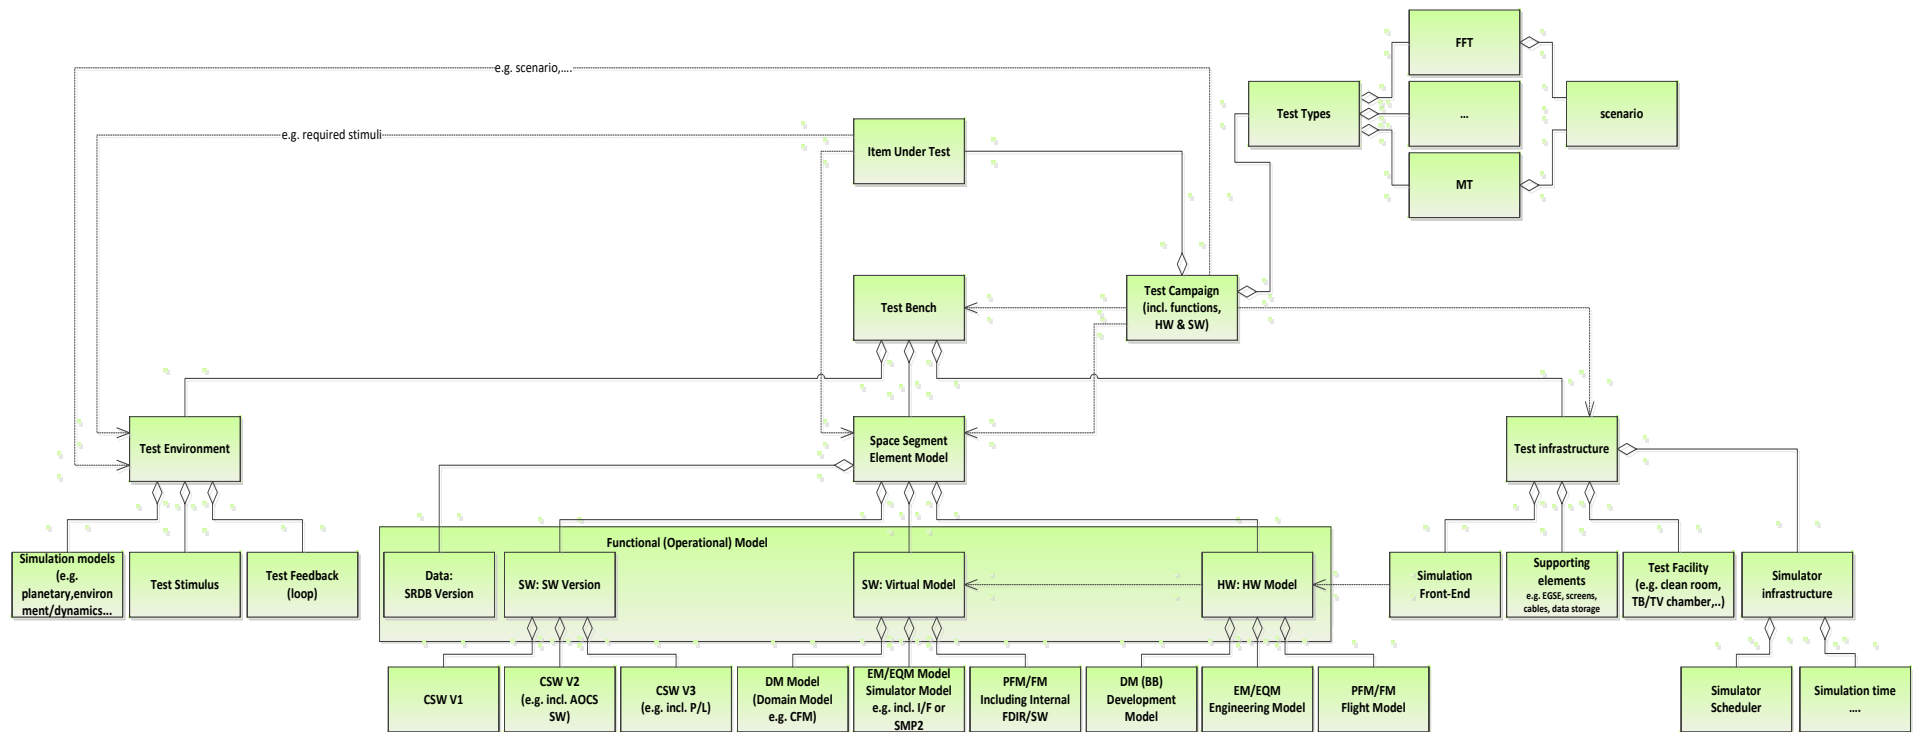 FFT
e.g. scenario,....
Test Types
...
scenario
e.g. required stimuli
Item Under Test
MT
Test Bench
Test Campaign
(incl. functions,
HW & SW)
Test Environment
Space Segment
Element Model
Test infrastructure
Functional (Operational) Model
Simulation models
(e.g.
planetary,environ
ment/dynamics...
Test Stimulus
Test Feedback
(loop)
Data:
SRDB Version
SW: SW Version
SW: Virtual Model
HW: HW Model
Simulation
Front-End
Supporting
elements
e.g. EGSE, screens,
cables, data storage
Test Facility
(e.g. clean room,
TB/TV chamber,..)
Simulator
infrastructure
CSW V1
CSW V2
(e.g. incl. AOCS
SW)
CSW V3
(e.g. incl. P/L)
DM Model
(Domain Model
e.g. CFM)
EM/EQM Model
Simulator Model
e.g. incl. I/F or
SMP2
PFM/FM
Including Internal
FDIR/SW
DM (BB)
Development
Model
EM/EQM
Engineering Model
PFM/FM
Flight Model
Simulator
Scheduler
Simulation time
....